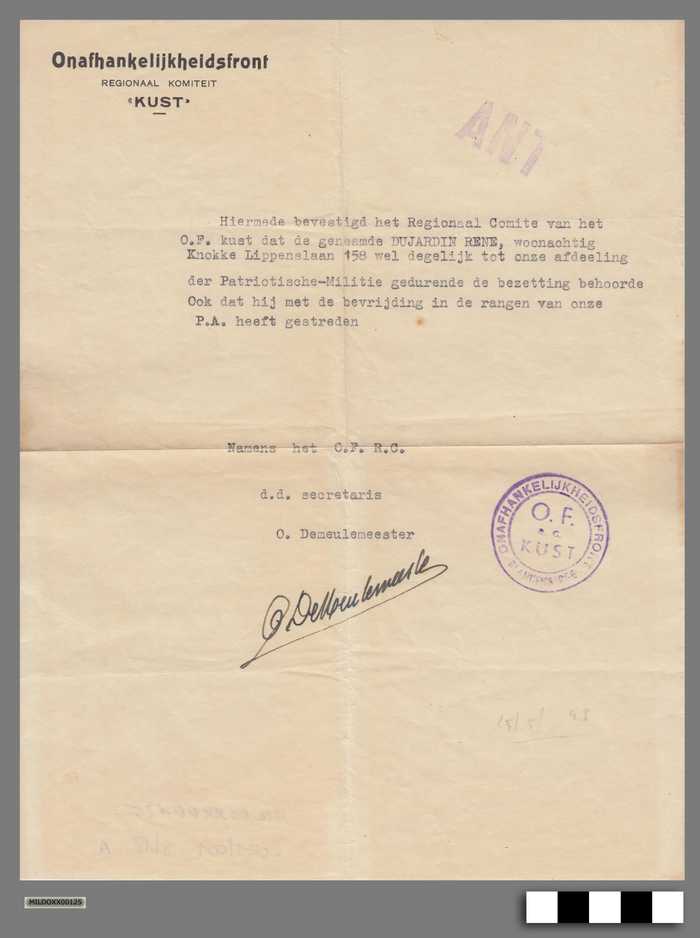 Onafhankelijkheidsfront
REGIONAAL KOMITEIT
«KUST»
ANT
Hiermede bevestigd het Regionaal Comite van het
O.F. kust dat de genaamde DUJARDIN RENE, woonachtig
Knokke Lippenslaan 158 wel degelijk tot onze afdeeling
der Patriotische-Militie gedurende de bezetting behoorde
Ook dat hij met de bevrijding in de rangen van onze
P.A. heeft gestreden
Namens het O.F. R.C.
d.d. secretaris
O. Demeulemeester
O. DeMeulemeester
ONAFHANKELIJKHEIDSFRONT
O.F.
KUST
MILDOXX00125